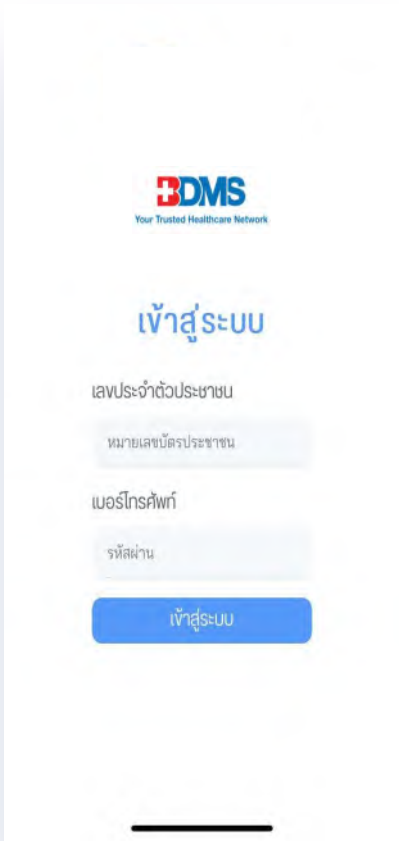 BDMS
Your Trusted Healthcare Network
เข้าสู่ระบบ
เลขประจำตัวประชาชน
หมายเลขบัตรประชาชน
เบอร์โทรศัพท์
รหัสผ่าน
เข้าสู่ระบบ